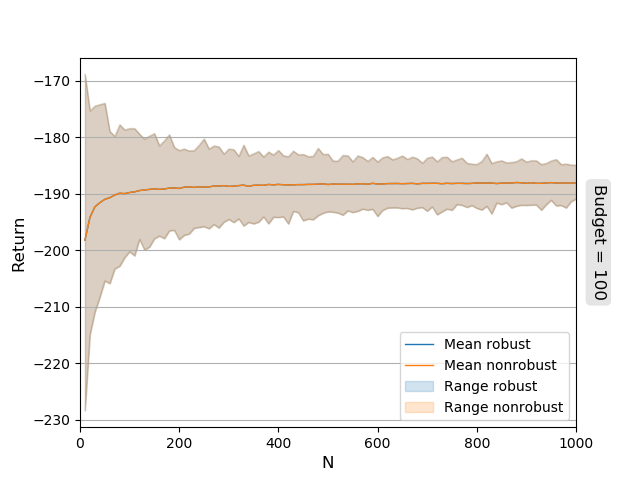 −170
−180
−190
−200
−210
−220
−230
Return
0
200
400
600
800
1000
N
Budget = 100
Mean robust
Mean nonrobust
Range robust
Range nonrobust